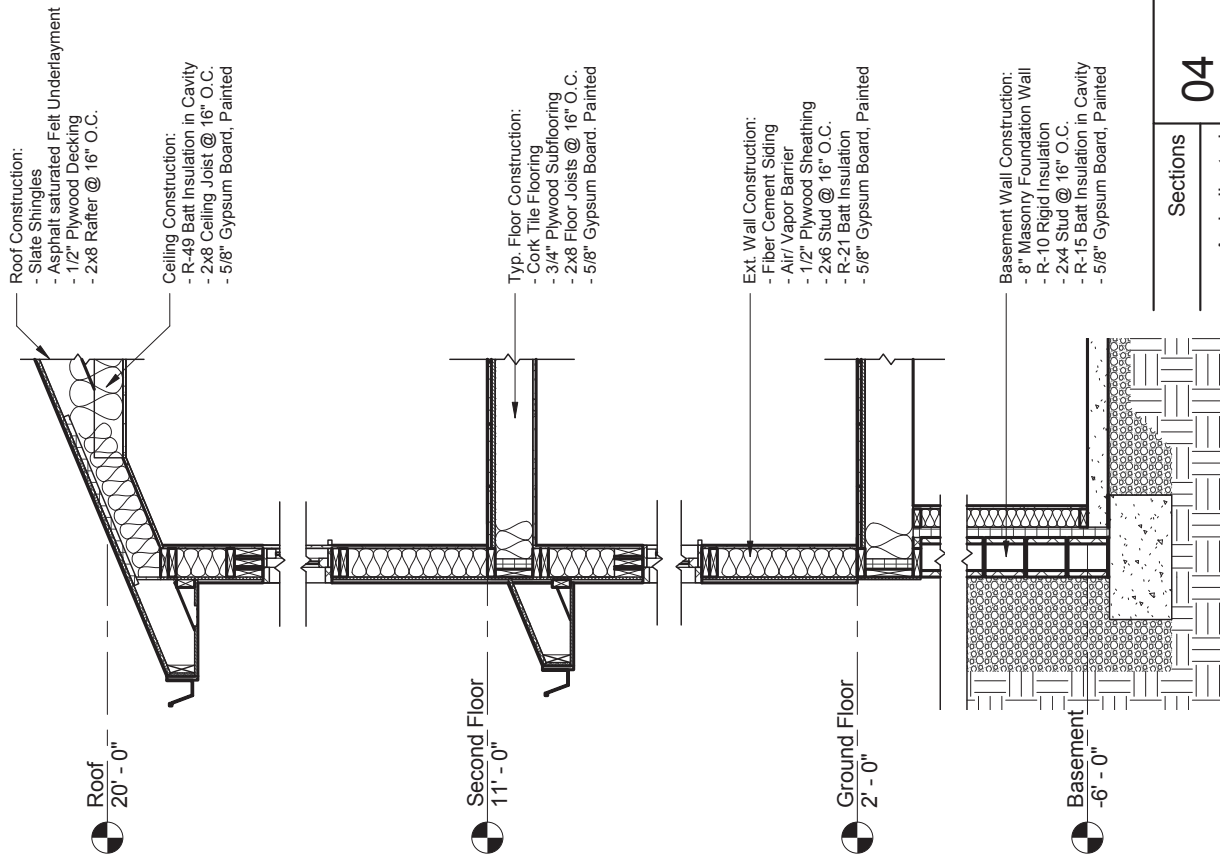 Roof Construction:
- Slate Shingles
- Asphalt saturated Felt Underlayment
- 1/2" Plywood Decking
- 2x8 Rafter @ 16" O.C.
Ceiling Construction:
- R-49 Batt Insulation in Cavity
- 2x8 Ceiling Joist @ 16" O.C.
- 5/8" Gypsum Board, Painted
Typ. Floor Construction:
- Cork Tile Flooring
- 3/4" Plywood Subflooring
- 2x8 Floor Joists @ 16" O.C.
- 5/8" Gypsum Board, Painted
Ext. Wall Construction:
- Fiber Cement Siding
- Air/ Vapor Barrier
- 1/2" Plywood Sheathing
- 2x6 Stud @ 16" O.C.
- R-21 Batt Insulation
- 5/8" Gypsum Board, Painted
Basement Wall Construction:
- 8" Masonry Foundation Wall
- R-10 Rigid Insulation
- 2x4 Stud @ 16" O.C.
- R-15 Batt Insulation in Cavity
- 5/8" Gypsum Board, Painted
Roof
20' - 0"
Second Floor
11' - 0"
Ground Floor
2' - 0"
Basement
-6' - 0"
Sections
04